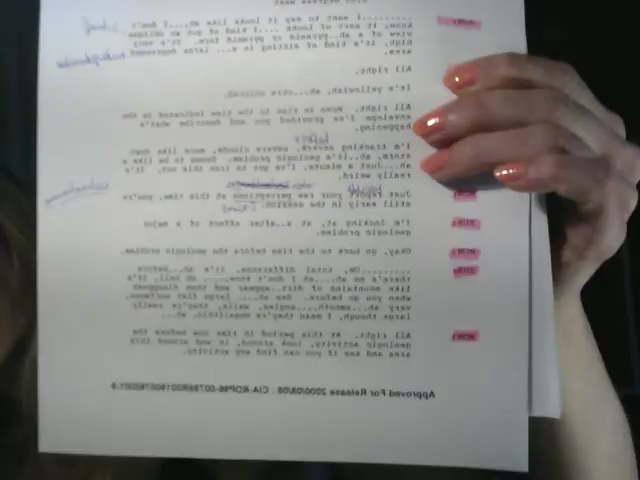 .........I want to say it looks like ah....I don't
know, it sort of looks ....I kind of got an oblique
view of a ah...pyramid or pyramid form. It's very
high, it's kind of sitting in a... large depressed
area.
All right.
It's yellowish, ah...okra colored.
All right. Move in time to the time indicated in the
envelope I've provided you and describe what's
happening.
I'm tracking severe, severe clouds, more like dust
storm, ah...it's geologic problem. Seems to be like a
ah...Just a minute, I've got to iron this out. It's
really weird.
Just report your raw perceptions at this time, you're
still early in the session.
I'm looking at, at a...after effect of a major
geologic problem.
Okay, go back to the time before the geologic problem.
.........Um, total difference. It's ah...before
there's no ah...ah I don't know..... oh hell, it's
like mountains of dirt...appear and then disappear
when you go before. See ah.... large flat surfaces,
very ah...smooth....angles, walls, they're really
large though, I mean they're megalithic, ah...
All right. At this period in time now before the
geologic activity, look around, in and around this
area and see if you can find any activity.
Approved For Release 2000/08/08 : CIA-RDP96-00788R001900760001-9